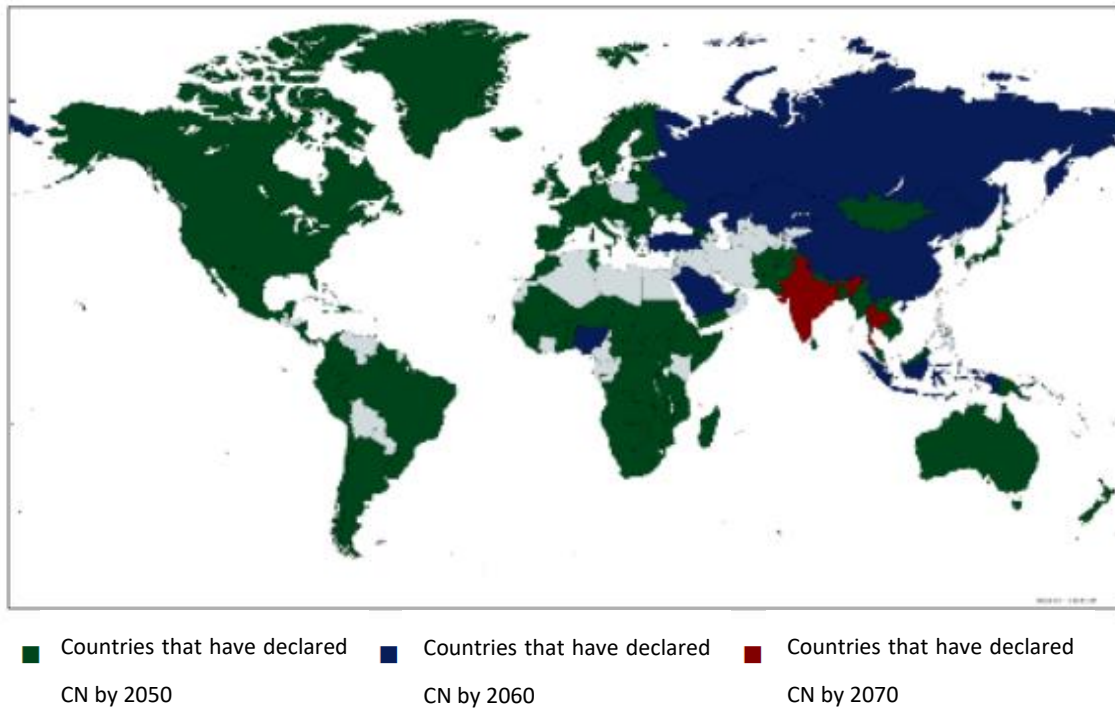 Countries that have declared
CN by 2050
Countries that have declared
CN by 2060
Countries that have declared
CN by 2070